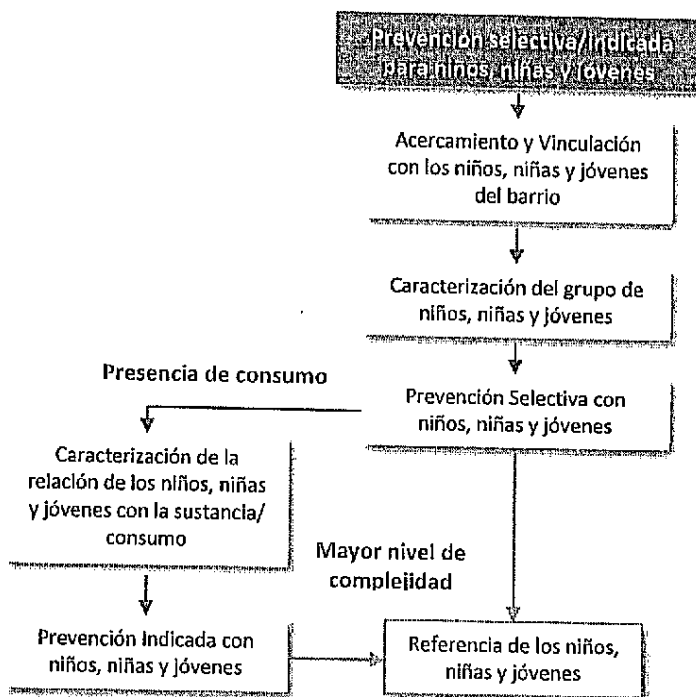 Prevención selectiva/indicada
para niños, niñas y jóvenes
Acercamiento y Vinculación
con los niños, niñas y jóvenes
del barrio
Caracterización del grupo de
niños, niñas y jóvenes
Presencia de consumo
Prevención Selectiva con
niños, niñas y jóvenes
Caracterización de la
relación de los niños, niñas
y jóvenes con la sustancia/
consumo
Mayor nivel de
complejidad
Prevención Indicada con
niños, niñas y jóvenes
Referencia de los niños,
niñas y jóvenes